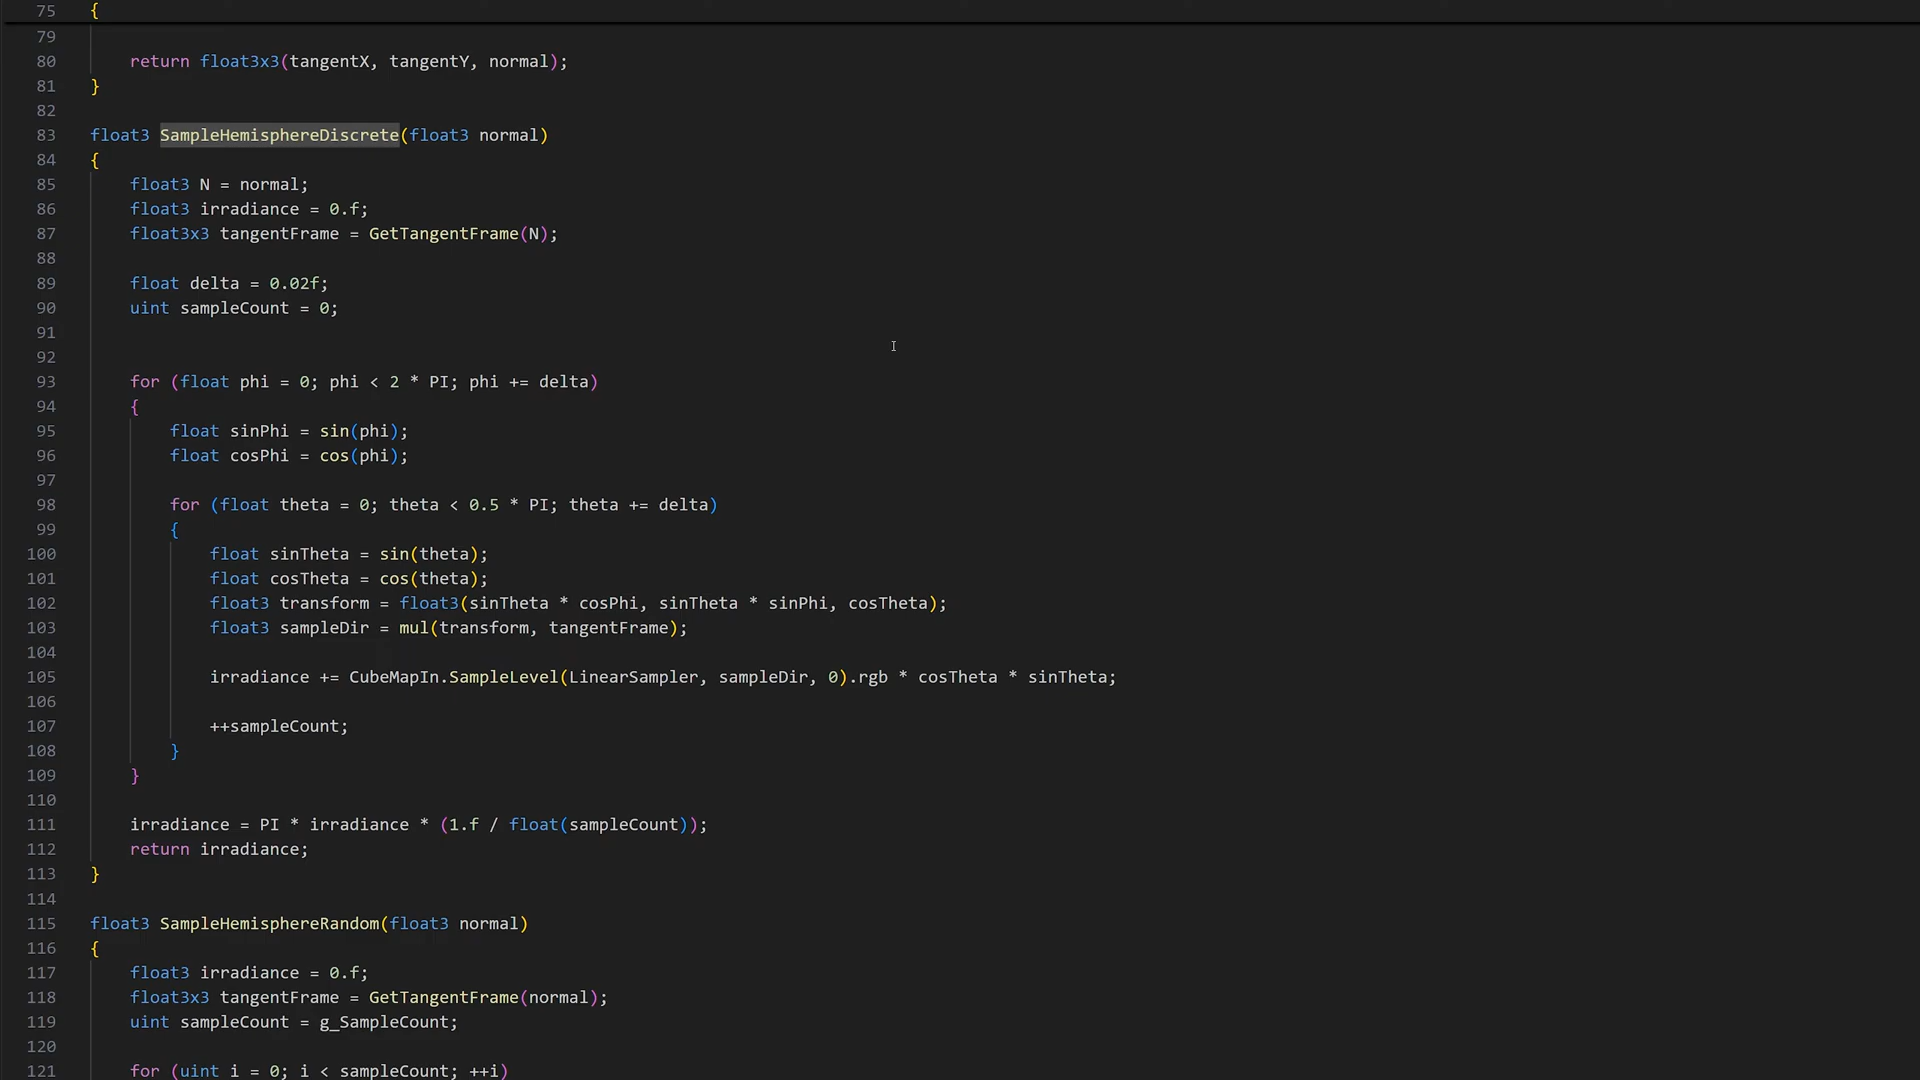 75 {
79
80 return float3x3(tangentX, tangentY, normal);
81 }
82
83 float3 SampleHemisphereDiscrete(float3 normal)
84 {
85 float3 N = normal;
86 float3 irradiance = 0.f;
87 float3x3 tangentFrame = GetTangentFrame(N);
88
89 float delta = 0.02f;
90 uint sampleCount = 0;
91
92
93 for (float phi = 0; phi < 2 * PI; phi += delta)
94 {
95 float sinPhi = sin(phi);
96 float cosPhi = cos(phi);
97
98 for (float theta = 0; theta < 0.5 * PI; theta += delta)
99 {
100 float sinTheta = sin(theta);
101 float cosTheta = cos(theta);
102 float3 transform = float3(sinTheta * cosPhi, sinTheta * sinPhi, cosTheta);
103 float3 sampleDir = mul(transform, tangentFrame);
104
105 irradiance += CubeMapIn.SampleLevel(LinearSampler, sampleDir, 0).rgb * cosTheta * sinTheta;
106
107 ++sampleCount;
108 }
109 }
110
111 irradiance = PI * irradiance * (1.f / float(sampleCount));
112 return irradiance;
113 }
114
115 float3 SampleHemisphereRandom(float3 normal)
116 {
117 float3 irradiance = 0.f;
118 float3x3 tangentFrame = GetTangentFrame(normal);
119 uint sampleCount = g_SampleCount;
120
121 for (uint i = 0; i < sampleCount; ++i)